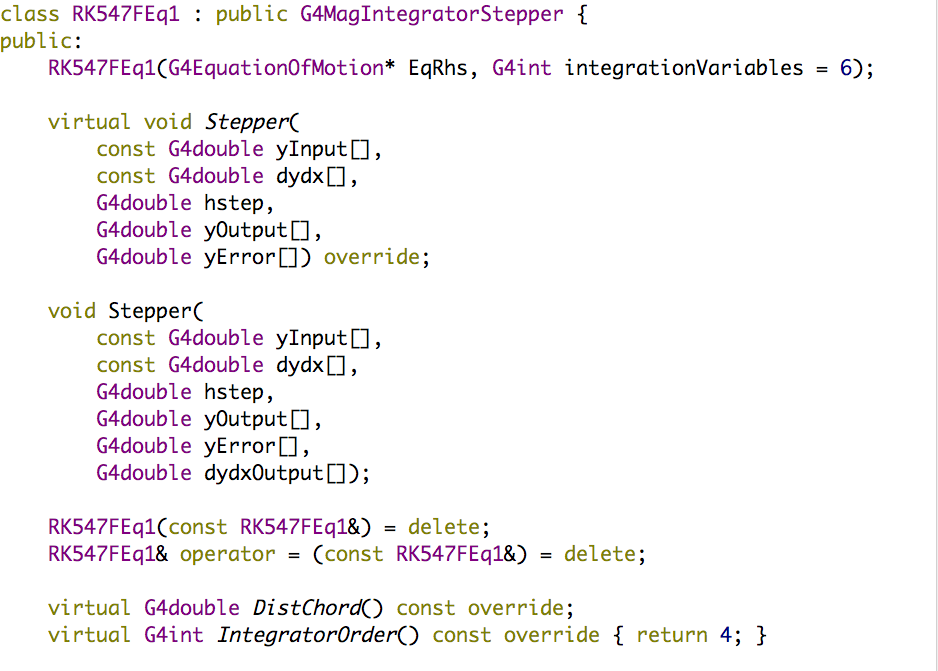 class RK547FEq1 : public G4MagIntegratorStepper {
public:
    RK547FEq1(G4EquationOfMotion* EqRhs, G4int integrationVariables = 6);

    virtual void Stepper(
        const G4double yInput[],
        const G4double dydx[],
        G4double hstep,
        G4double yOutput[],
        G4double yError[]) override;

    void Stepper(
        const G4double yInput[],
        const G4double dydx[],
        G4double hstep,
        G4double yOutput[],
        G4double yError[],
        G4double dydxOutput[]);

    RK547FEq1(const RK547FEq1&) = delete;
    RK547FEq1& operator = (const RK547FEq1&) = delete;

    virtual G4double DistChord() const override;
    virtual G4int IntegratorOrder() const override { return 4; }